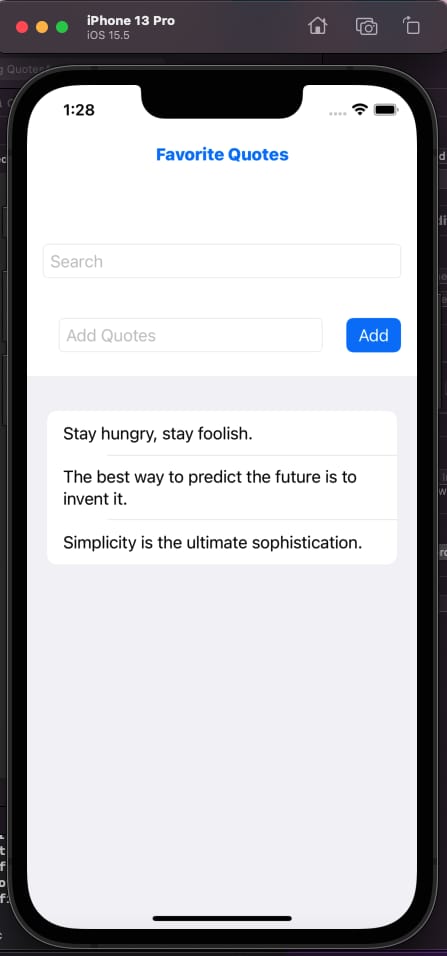 iPhone 13 Pro
iOS 15.5
g Quotes
1:28
Favorite Quotes
Search
Add Quotes
Add
Stay hungry, stay foolish.
The best way to predict the future is to
invent it.
Simplicity is the ultimate sophistication.